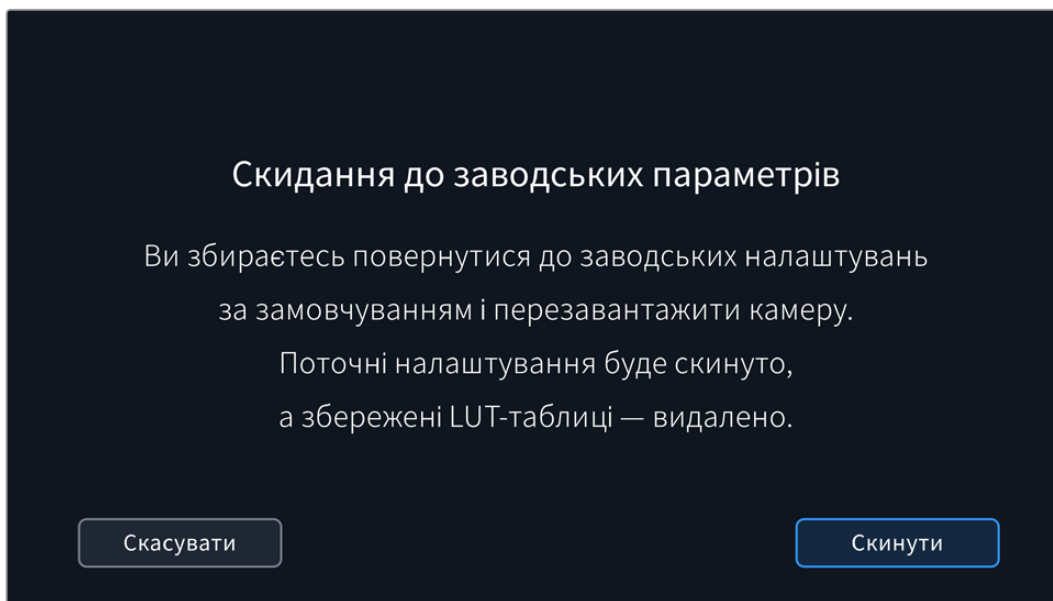 Скидання до заводських параметрів
Ви збираєтесь повернутися до заводських налаштувань
за замовчуванням і перезавантажити камеру.
Поточні налаштування буде скинуто,
а збережені LUT-таблиці — видалено.
Скасувати
Скинути